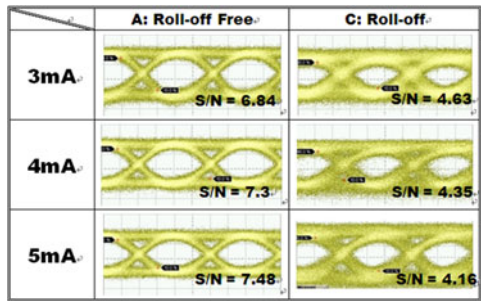 A: Roll-off Free
C: Roll-off
3mA
S/N = 6.84
S/N = 4.63
4mA
S/N = 7.3
S/N = 4.35
5mA
S/N = 7.48
S/N = 4.16